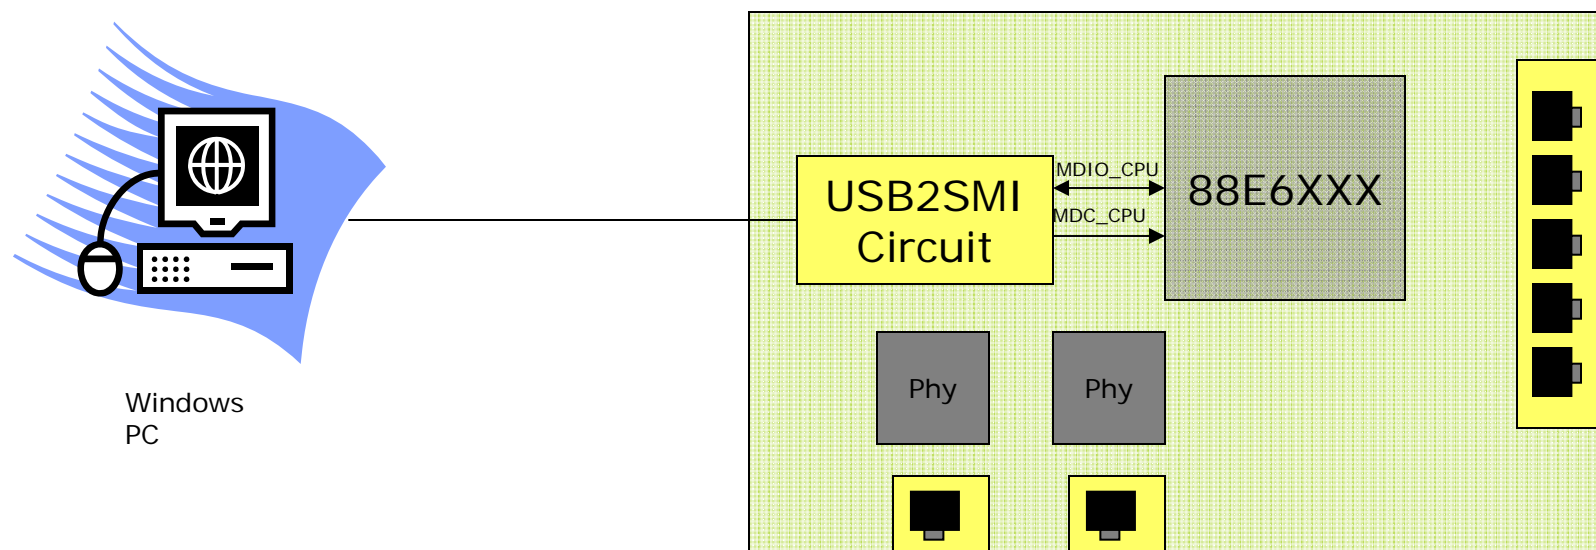 MDIO_CPU
USB2SMI
Circuit
88E6XXX
MDC_CPU
Phy
Phy
Windows
PC